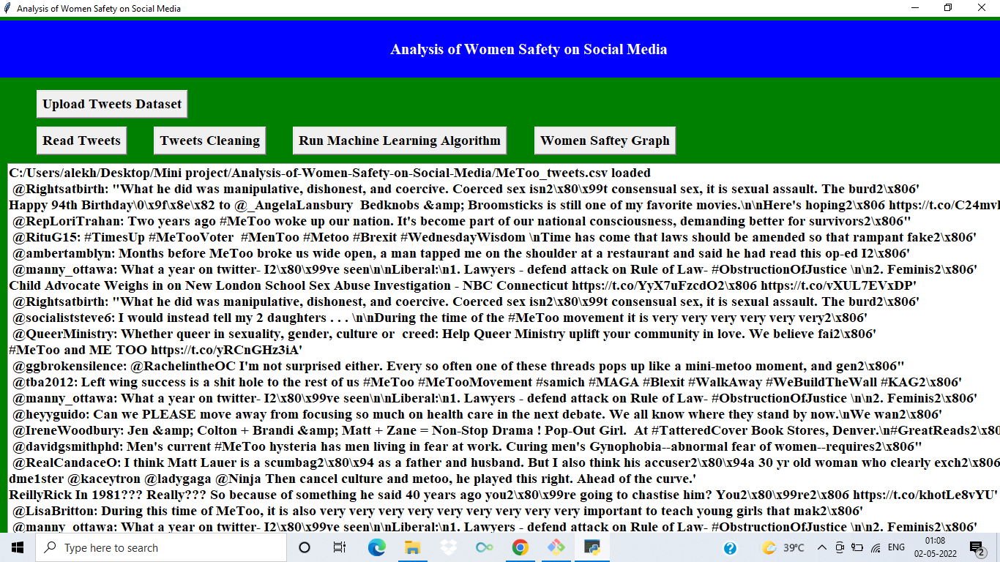 Analysis of Women Safety on Social Media
Analysis of Women Safety on Social Media
Upload Tweets Dataset
Read Tweets Tweets Cleaning Run Machine Learning Algorithm Women Saftey Graph
C:/Users/alekh/Desktop/Mini project/Analysis-of-Women-Safety-on-Social-Media/MeToo_tweets.csv loaded
@Rightsatbirth: "What he did was manipulative, dishonest, and coercive. Coerced sex isn2\x80\x99t consensual sex, it is sexual assault. The burd2\x806'
Happy 94th Birthday\0\x9f\x8e\x82 to @_AngelaLansbury  Bedknobs &amp; Broomsticks is still one of my favorite movies.\n\nHere's hoping2\x806 https://t.co/C24mvl
@RepLoriTrahan: Two years ago #MeToo woke up our nation. It's become part of our national consciousness, demanding better for survivors2\x806"
@RituG15: #TimesUp #MeTooVoter  #MenToo #Metoo #Brexit #WednesdayWisdom \nTime has come that laws should be amended so that rampant fake2\x806'
@ambertamblyn: Months before MeToo broke us wide open, a man tapped me on the shoulder at a restaurant and said he had read this op-ed I2\x806'
@manny_ottawa: What a year on twitter- I2\x80\x99ve seen\n\nLiberal:\n1. Lawyers - defend attack on Rule of Law- #ObstructionOfJustice \n\n2. Feminis2\x806'
Child Advocate Weighs in on New London School Sex Abuse Investigation - NBC Connecticut https://t.co/YyX7uFzcdO2\x806 https://t.co/vXUL7EVxDP'
@Rightsatbirth: "What he did was manipulative, dishonest, and coercive. Coerced sex isn2\x80\x99t consensual sex, it is sexual assault. The burd2\x806'
@socialiststeve6: I would instead tell my 2 daughters . . . \n\nDuring the time of the #MeToo movement it is very very very very very very2\x806'
@QueerMinistry: Whether queer in sexuality, gender, culture or  creed: Help Queer Ministry uplift your community in love. We believe fai2\x806'
#MeToo and ME TOO https://t.co/yRCnGHz3iA'
@ggbrokensilence: @RachelintheOC I'm not surprised either. Every so often one of these threads pops up like a mini-metoo moment, and gen2\x806"
@tba2012: Left wing success is a shit hole to the rest of us #MeToo #MeTooMovement #samich #MAGA #Blexit #WalkAway #WeBuildTheWall #KAG2\x806'
@manny_ottawa: What a year on twitter- I2\x80\x99ve seen\n\nLiberal:\n1. Lawyers - defend attack on Rule of Law- #ObstructionOfJustice \n\n2. Feminis2\x806'
@heyyguido: Can we PLEASE move away from focusing so much on health care in the next debate. We all know where they stand by now.\nWe wan2\x806'
@IreneWoodbury: Jen &amp; Colton + Brandi &amp; Matt + Zane = Non-Stop Drama ! Pop-Out Girl.  At #TatteredCover Book Stores, Denver.\n#GreatReads2\x80
@davidgsmithphd: Men's current #MeToo hysteria has men living in fear at work. Curing men's Gynophobia--abnormal fear of women--requires2\x806"
@RealCandaceO: I think Matt Lauer is a scumbag2\x80\x94 as a father and husband. But I also think his accuser2\x80\x94a 30 yr old woman who clearly exch2\x806
dme1ster @kaceytron @ladygaga @Ninja Then cancel culture and metoo, he played this right. Ahead of the curve.'
ReillyRick In 1981??? Really??? So because of something he said 40 years ago you2\x80\x99re going to chastise him? You2\x80\x99re2\x806 https://t.co/khotLe8vYU'
@LisaBritton: During this time of MeToo, it is also very very very very very very very very very important to teach young girls that mak2\x806'
@manny_ottawa: What a year on twitter- I2\x80\x99ve seen\n\nLiberal:\n1. Lawyers - defend attack on Rule of Law- #ObstructionOfJustice \n\n2. Feminis2\x806'
Type here to search
39°C
ENG
01:08
02-05-2022
2